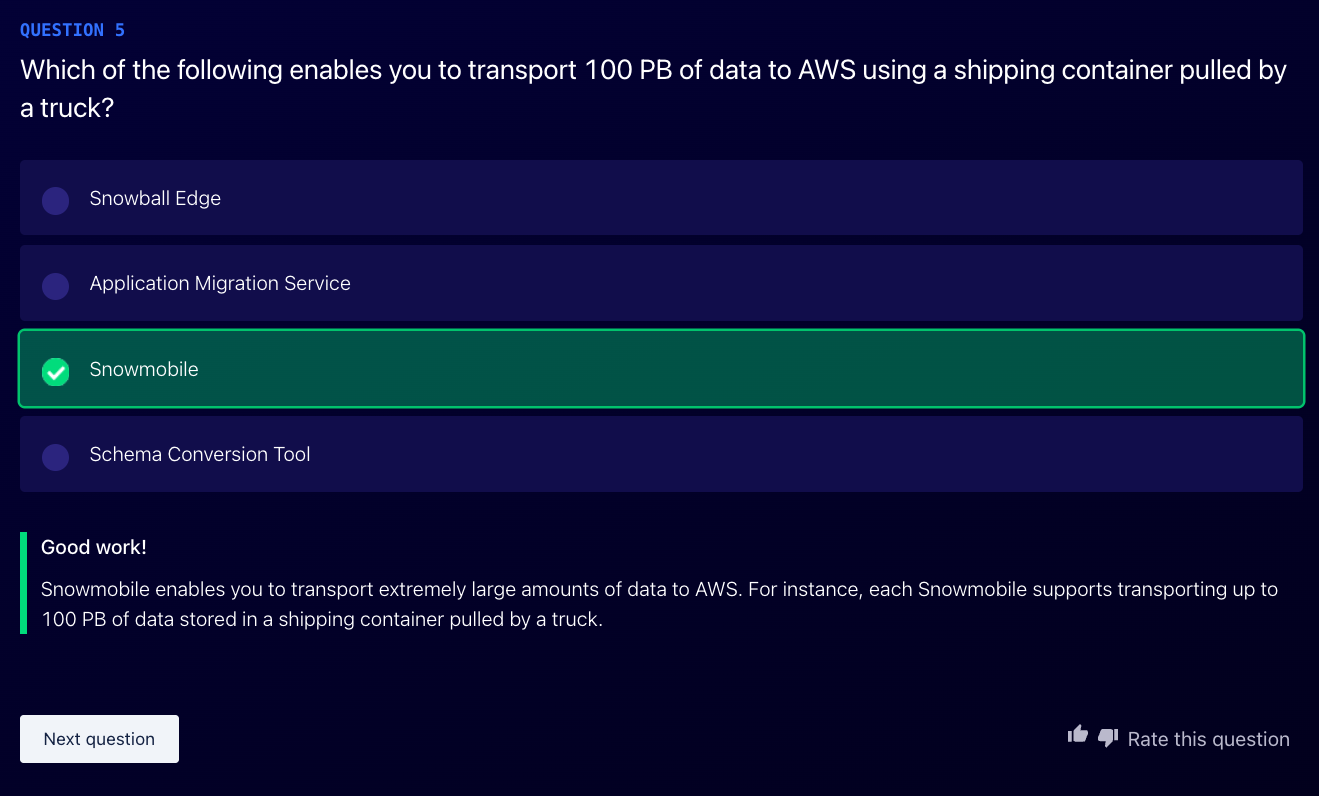 QUESTION 5
Which of the following enables you to transport 100 PB of data to AWS using a shipping container pulled by
a truck?
Snowball Edge
Application Migration Service
Snowmobile
Schema Conversion Tool
Good work!
Snowmobile enables you to transport extremely large amounts of data to AWS. For instance, each Snowmobile supports transporting up to
100 PB of data stored in a shipping container pulled by a truck.
Next question
Rate this question